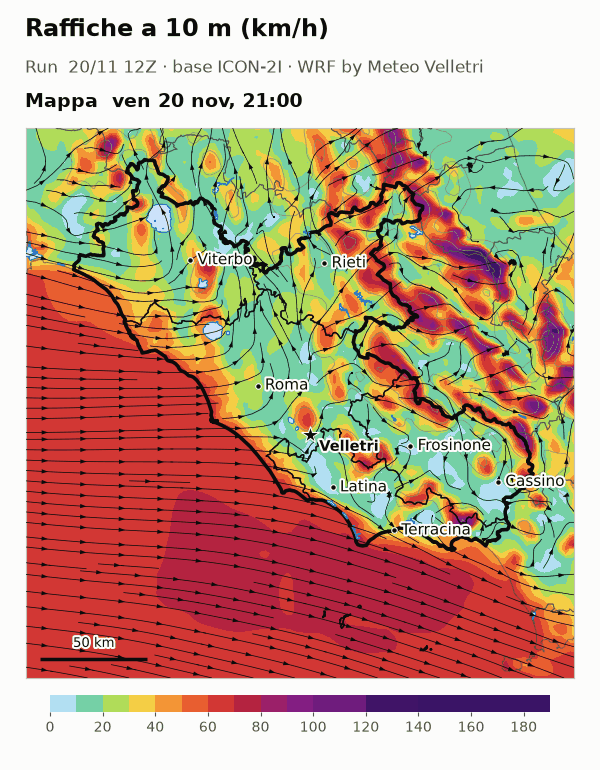 Raffiche a 10 m (km/h)
Run  20/11 12Z · base ICON-2I · WRF by Meteo Velletri
Mappa  ven 20 nov, 21:00
Viterbo
Rieti
Roma
Velletri
Frosinone
Latina
Cassino
Terracina
50 km
0 20 40 60 80 100 120 140 160 180